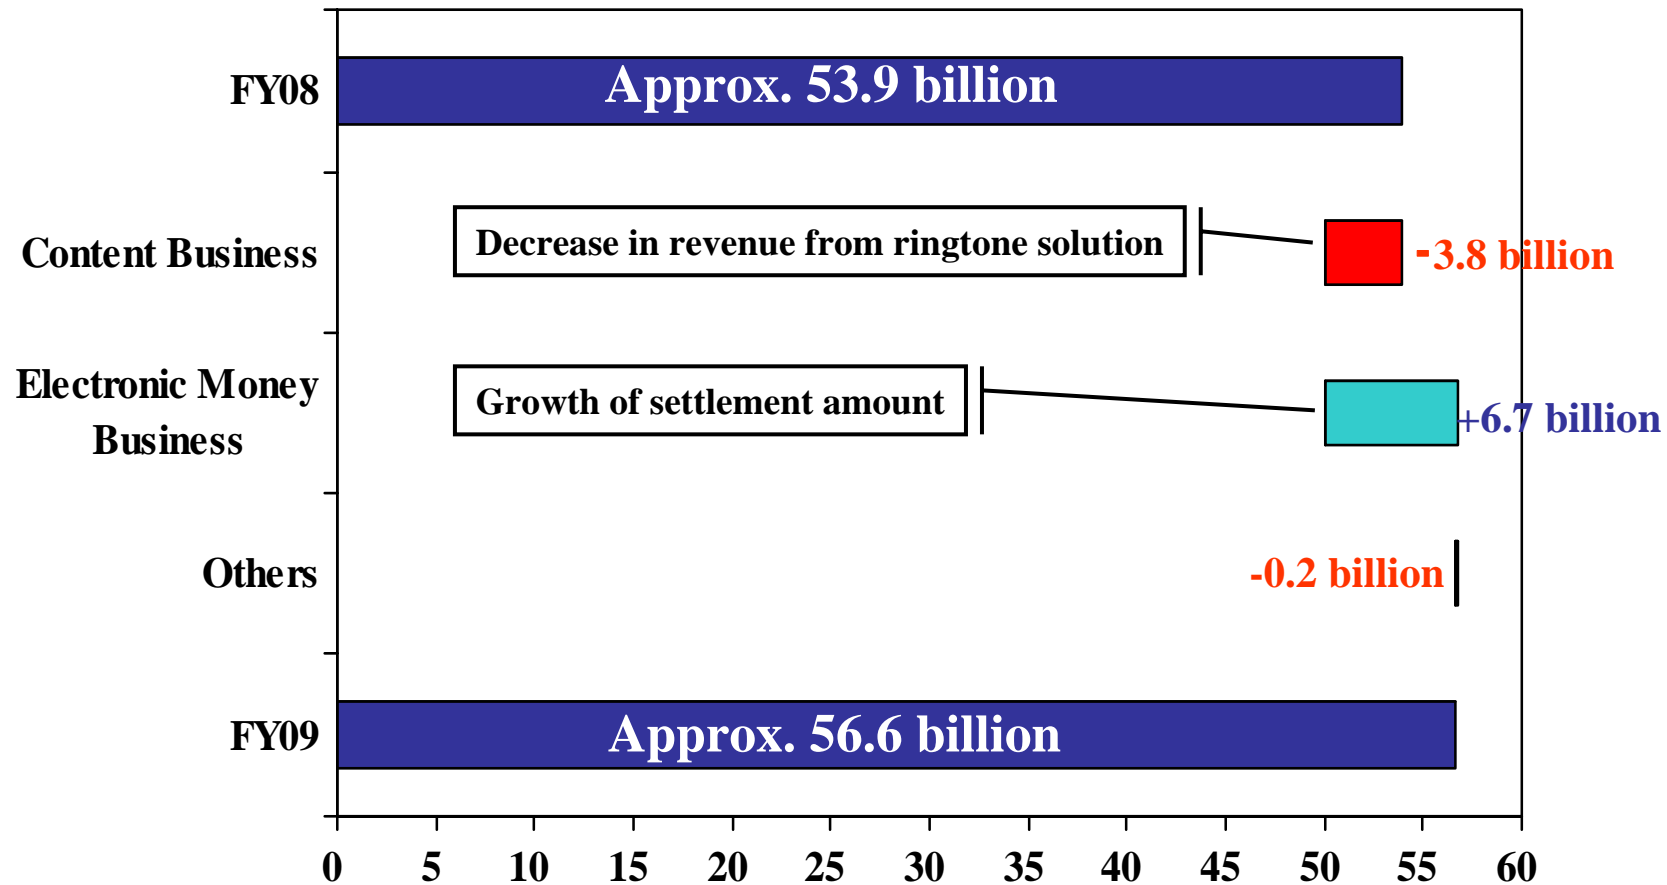 FY08
Approx. 53.9 billion
Content Business
Decrease in revenue from ringtone solution
-3.8 billion
Electronic Money
Business
Growth of settlement amount
+6.7 billion
Others
-0.2 billion
FY09
Approx. 56.6 billion
0 5 10 15 20 25 30 35 40 45 50 55 60